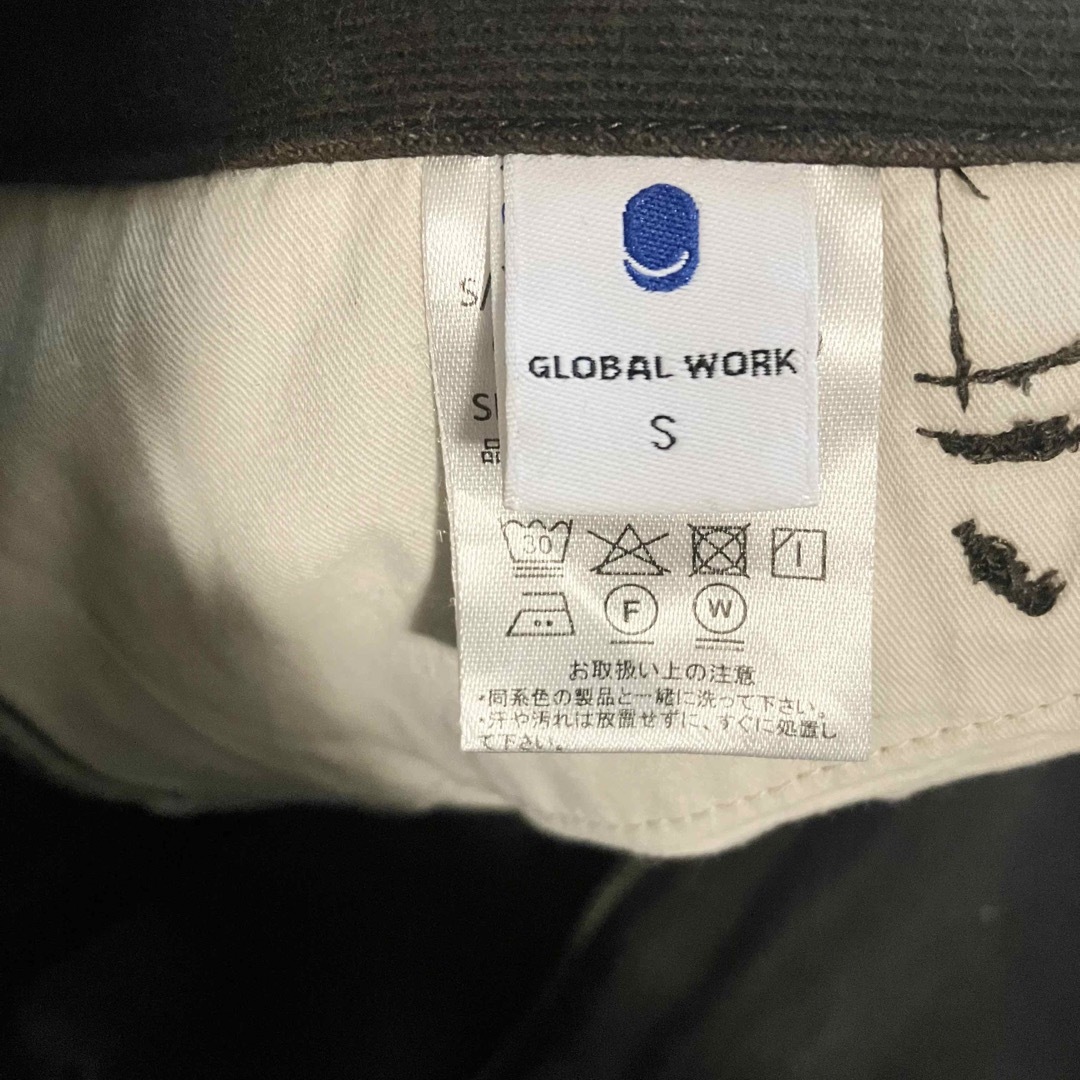 GLOBAL WORK
S
S/
S
品
30
F
W
お取扱い上の注意
・同系色の製品と一緒に洗って下さい。
・汗や汚れは放置せずに、すぐに処置し
て下さい。